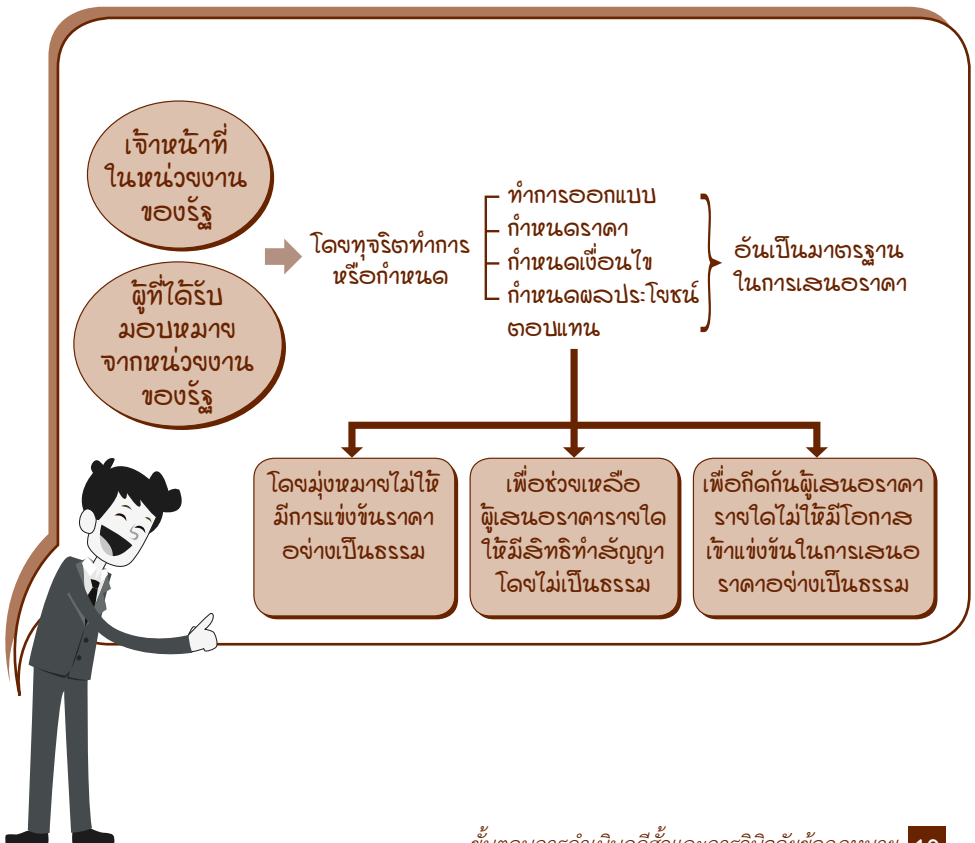 เจ้าหน้าที่
ในหน่วยงาน
ของรัฐ
ผู้ที่ได้รับ
มอบหมาย
จากหน่วยงาน
ของรัฐ
โดยทุจริตทำการ
หรือกำหนด
ทำการออกแบบ
กำหนดราคา
กำหนดเงื่อนไข
กำหนดผลประโยชน์
ตอบแทน
อันเป็นมาตรฐาน
ในการเสนอราคา
โดยมุ่งหมายไม่ให้
มีการแข่งขันราคา
อย่างเป็นธรรม
เพื่อช่วยเหลือ
ผู้เสนอราคารายใด
ให้มีสิทธิทำสัญญา
โดยไม่เป็นธรรม
เพื่อกีดกันผู้เสนอราคา
รายใดไม่ให้มีโอกาส
เข้าแข่งขันในการเสนอ
ราคาอย่างเป็นธรรม